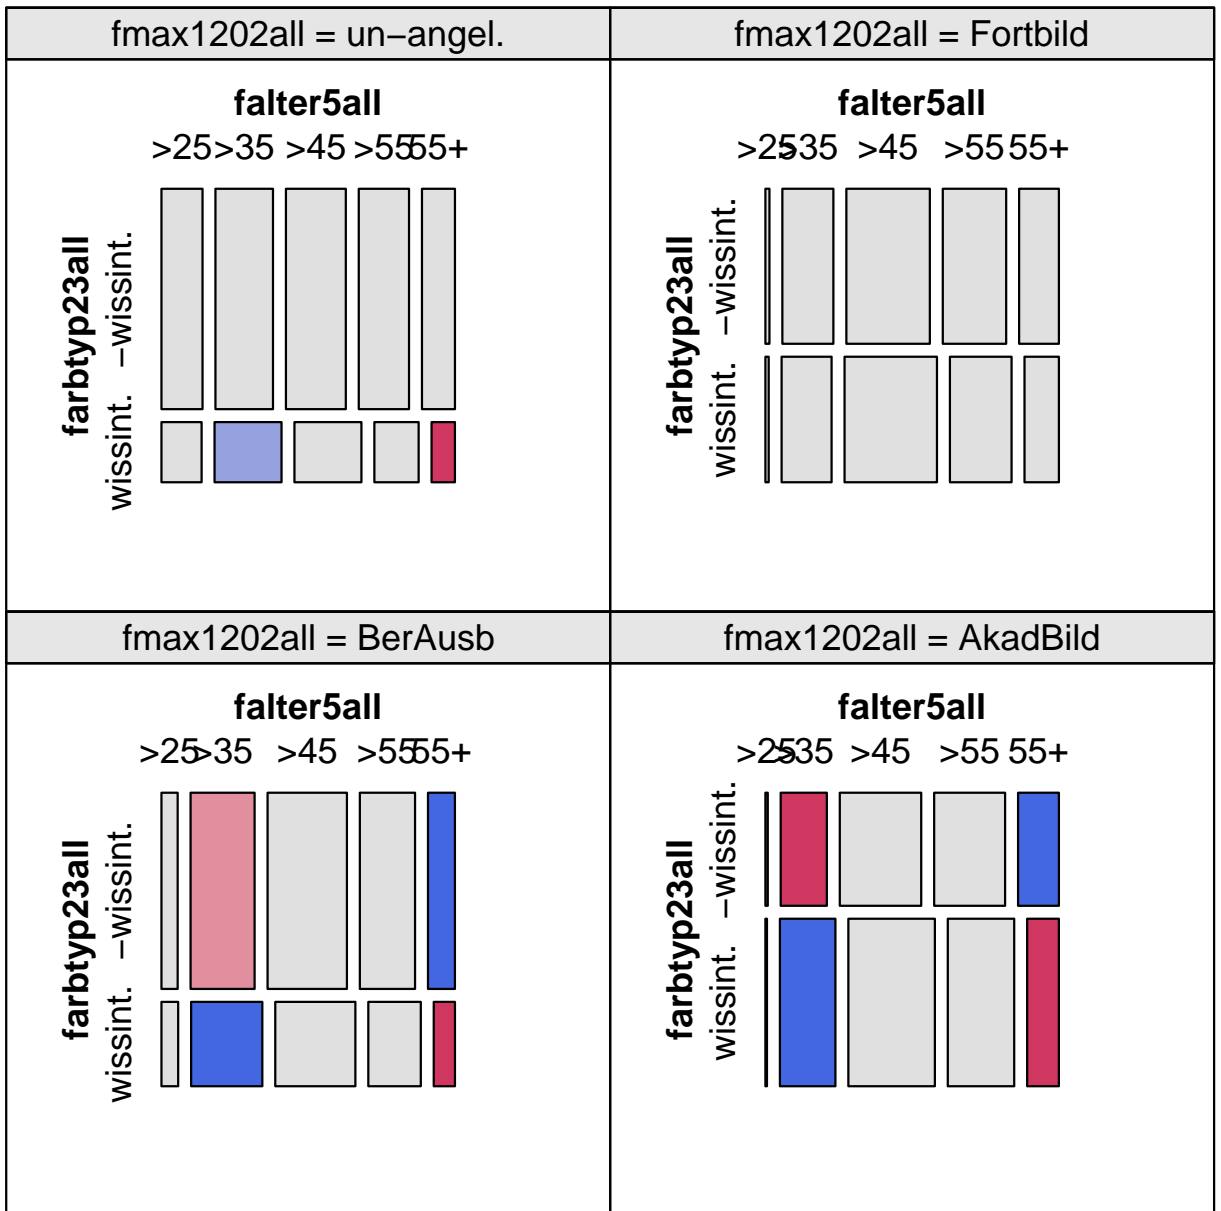 fmax1202all = un−angel.
falter5all
>25 >35 >45 >55 55+
farbtyp23all
−wissint.
wissint.
fmax1202all = Fortbild
falter5all
>25 >35 >45 >55 55+
farbtyp23all
−wissint.
wissint.
fmax1202all = BerAusb
falter5all
>25 >35 >45 >55 55+
farbtyp23all
−wissint.
wissint.
fmax1202all = AkadBild
falter5all
>25 >35 >45 >55 55+
farbtyp23all
−wissint.
wissint.